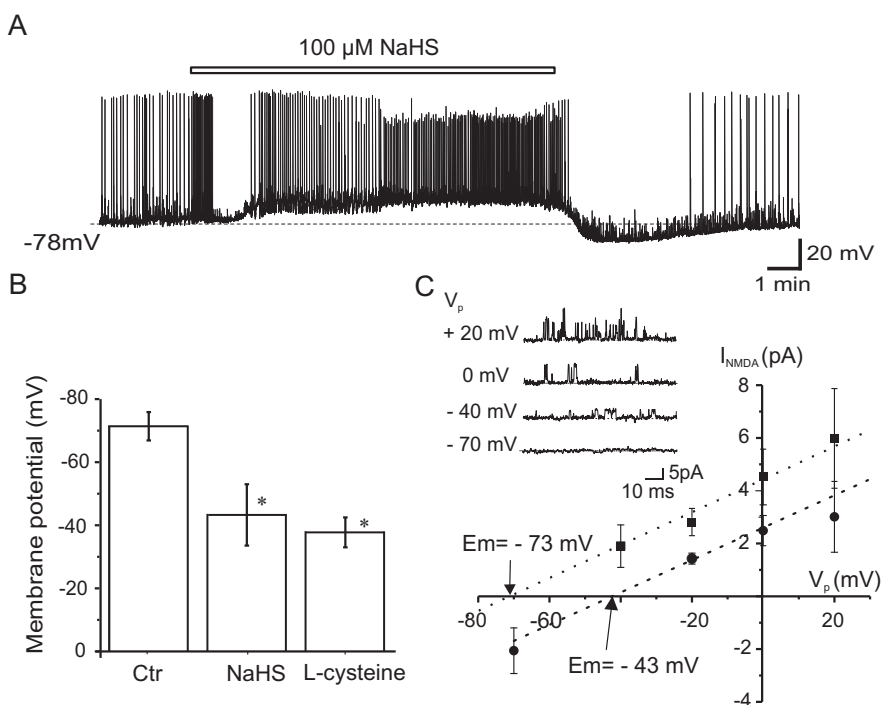 A
100 µM NaHS
-78mV
20 mV
1 min
B
Membrane potential (mV)
-80
-60
-40
-20
0
Ctr
NaHS
*
L-cysteine
*
C
Vp
+ 20 mV
0 mV
- 40 mV
- 70 mV
5pA
10 ms
INMDA (pA)
8
6
4
2
-2
-4
Em= - 73 mV
Em= - 43 mV
Vp (mV)
-80
-60
-40
-20
0
20